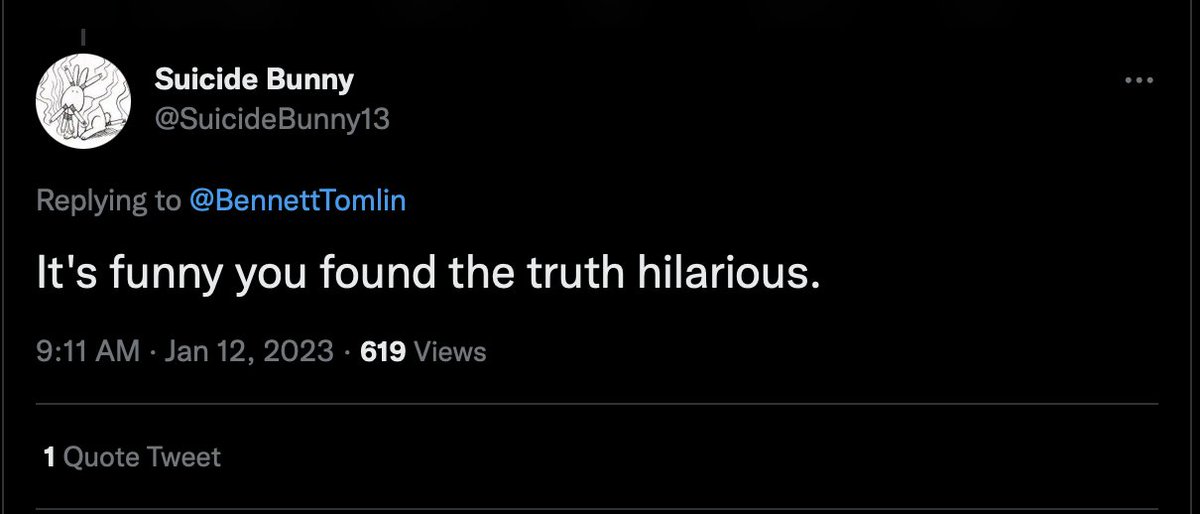 Suicide Bunny
@SuicideBunny13
Replying to @BennettTomlin
It's funny you found the truth hilarious.
9:11 AM · Jan 12, 2023 · 619 Views
1 Quote Tweet